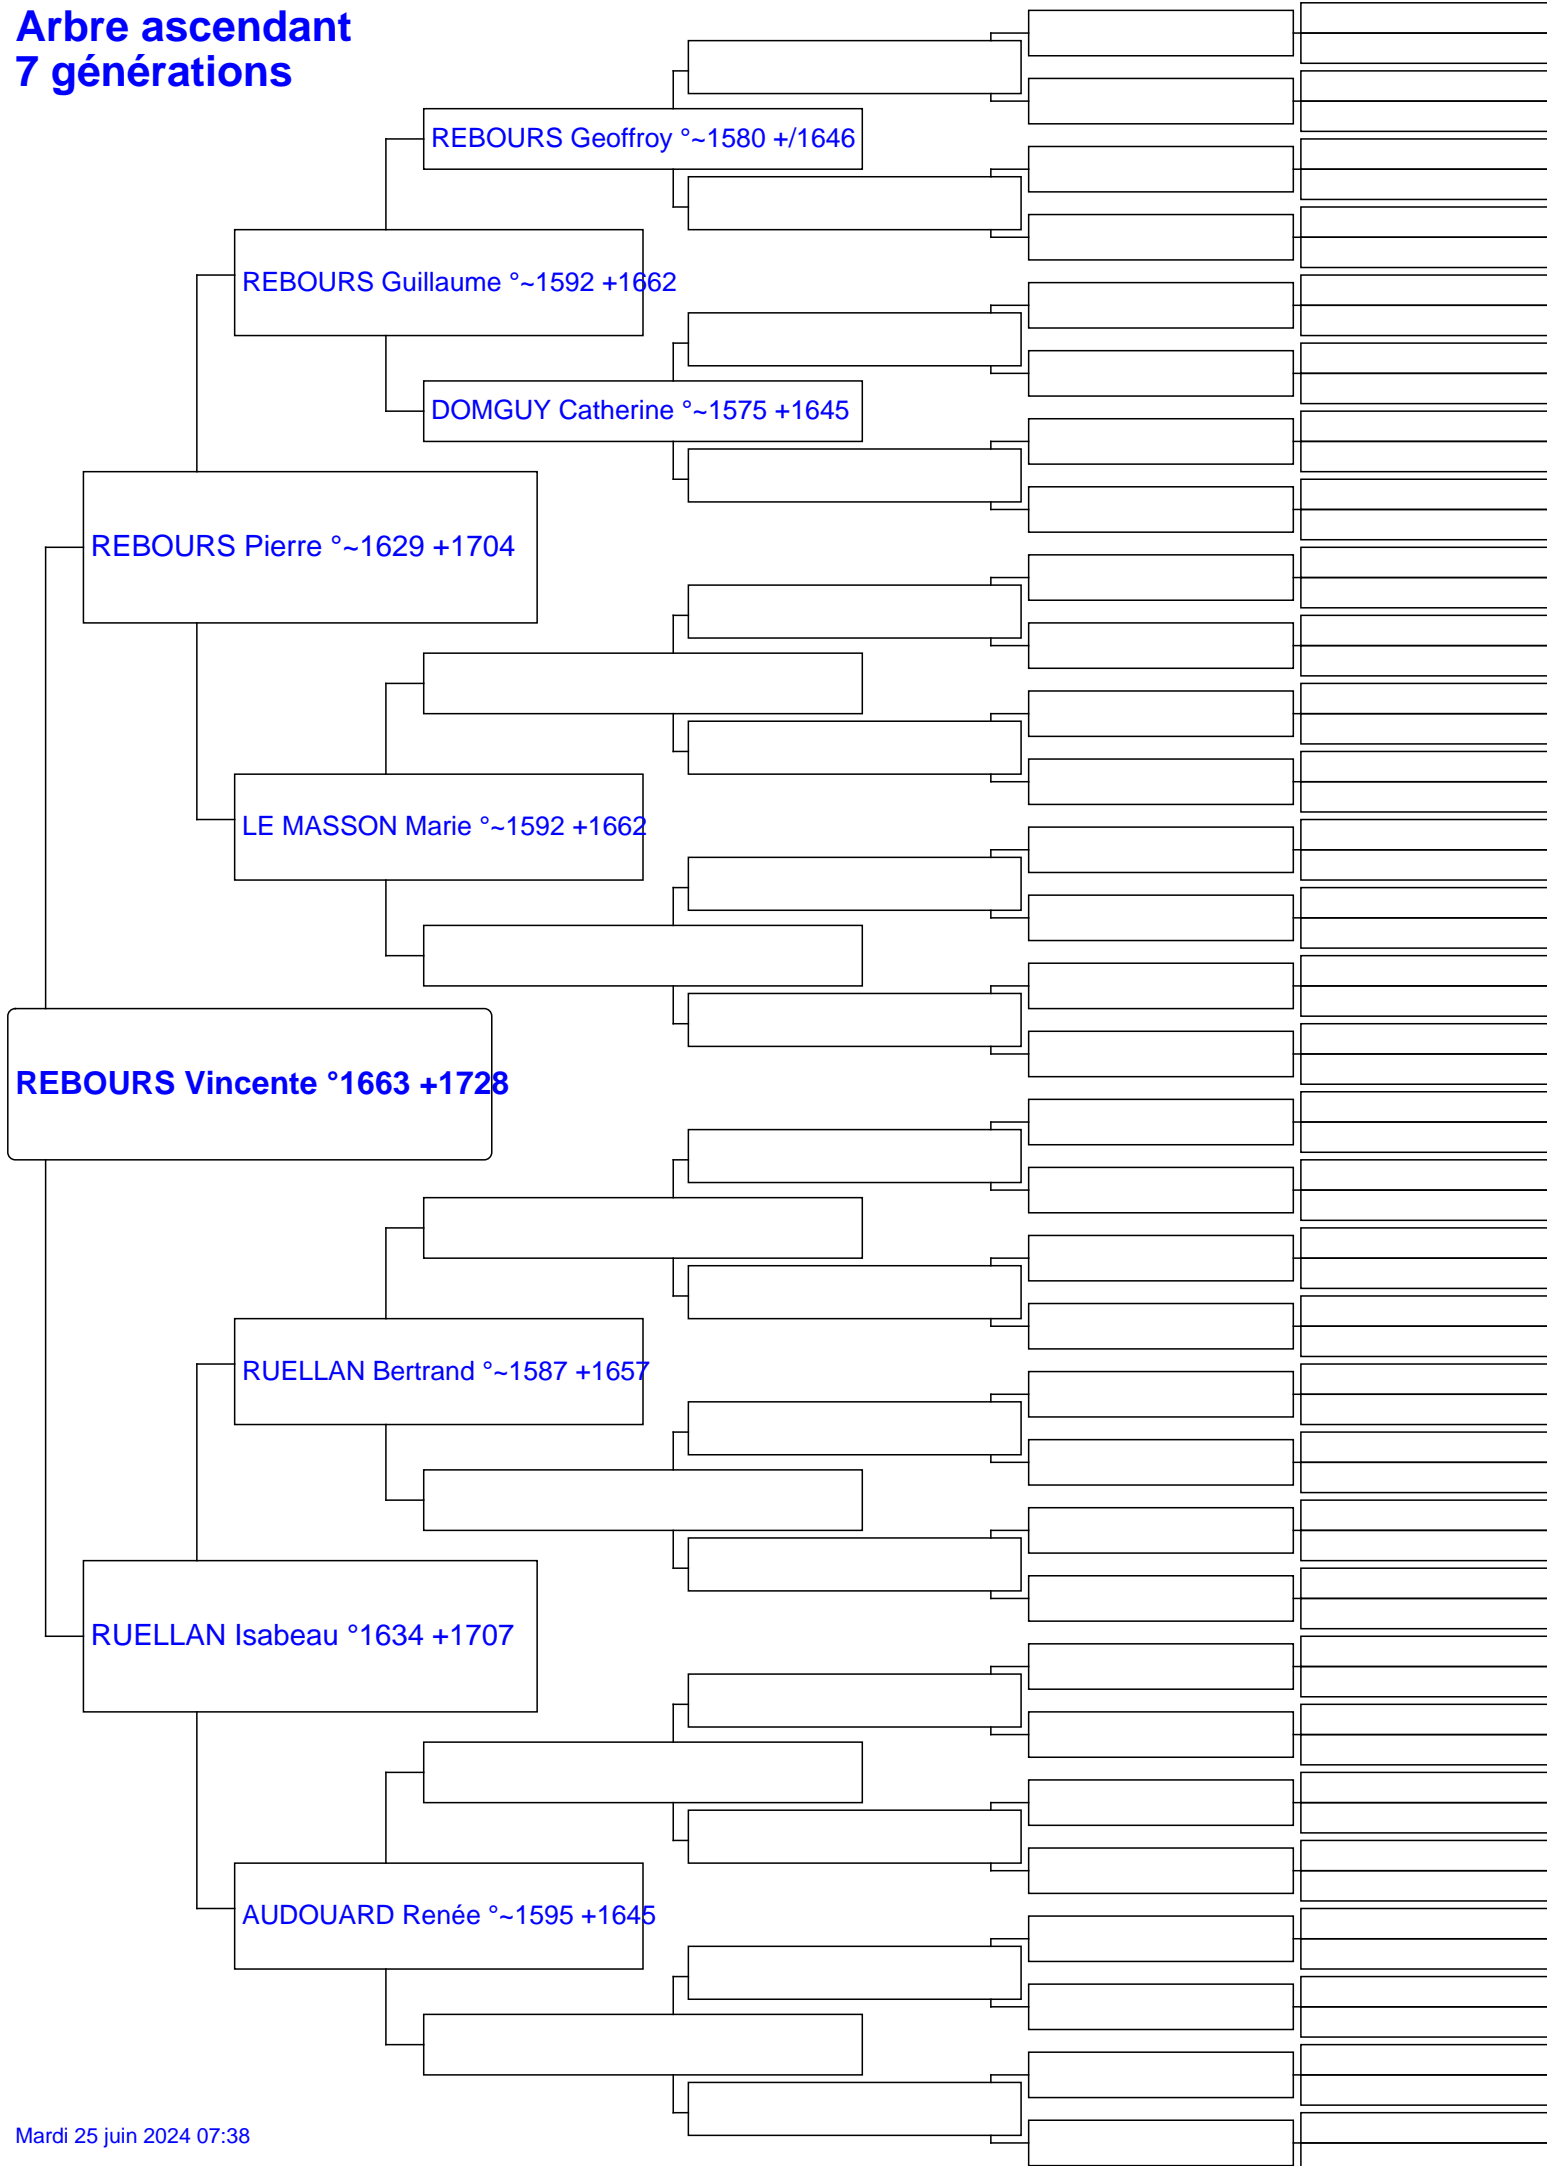 Arbre ascendant
7 générations
REBOURS Geoffroy °~1580 +/1646
REBOURS Guillaume °~1592 +1662
DOMGUY Catherine °~1575 +1645
REBOURS Pierre °~1629 +1704
LE MASSON Marie °~1592 +1662
REBOURS Vincente °1663 +1728
RUELLAN Bertrand °~1587 +1657
RUELLAN Isabeau °1634 +1707
AUDOUARD Renée °~1595 +1645
Mardi 25 juin 2024 07:38